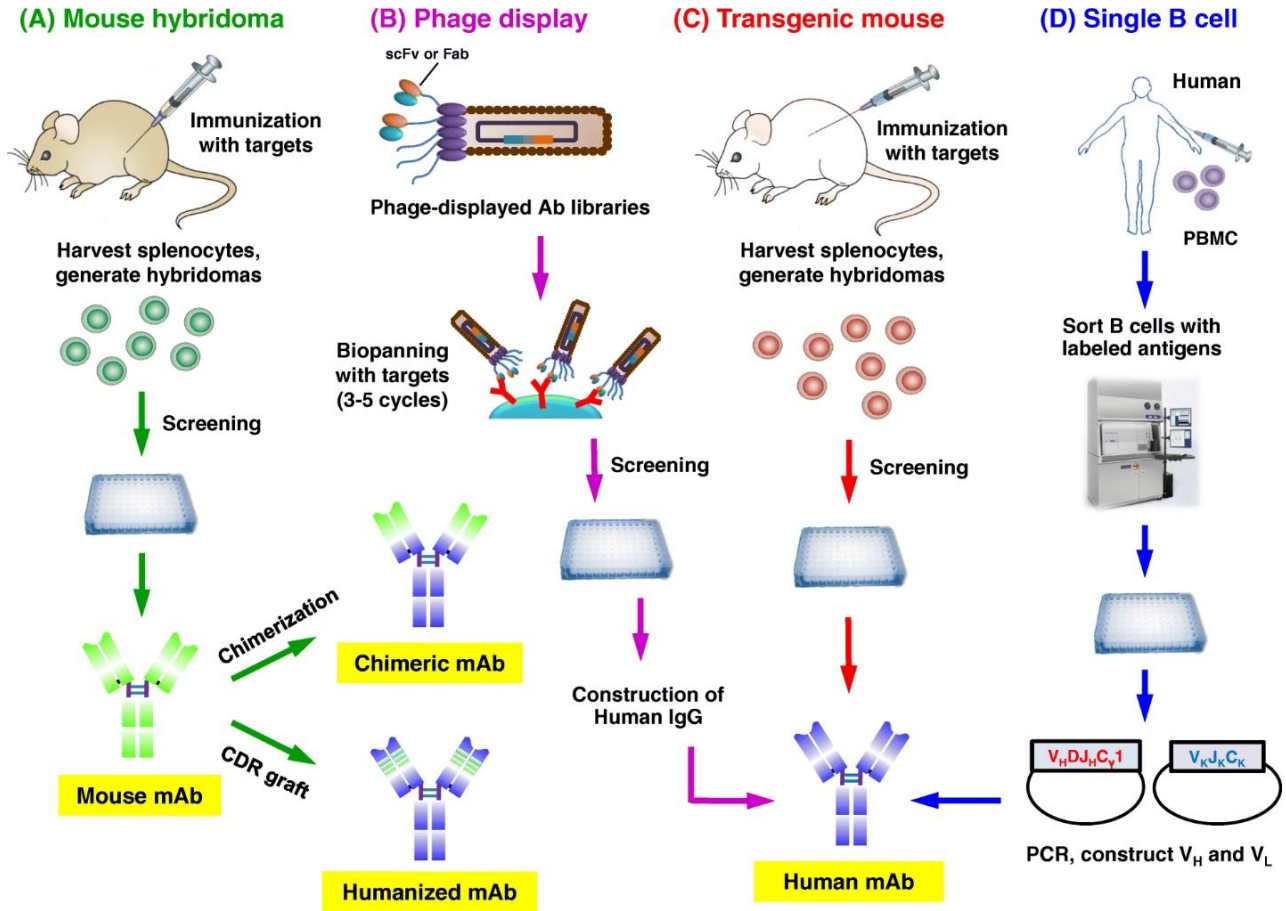 (A) Mouse hybridoma
Immunization
with targets
Harvest splenocytes,
generate hybridomas
Screening
Mouse mAb
Chimerization
Chimeric mAb
CDR graft
Humanized mAb
(B) Phage display
scFv or Fab
Phage-displayed Ab libraries
Biopanning
with targets
(3-5 cycles)
Screening
Construction of
Human IgG
(C) Transgenic mouse
Immunization
with targets
Harvest splenocytes,
generate hybridomas
Screening
Human mAb
(D) Single B cell
Human
PBMC
Sort B cells with
labeled antigens
VHDJHCγ1
VKJKCK
PCR, construct VH and VL